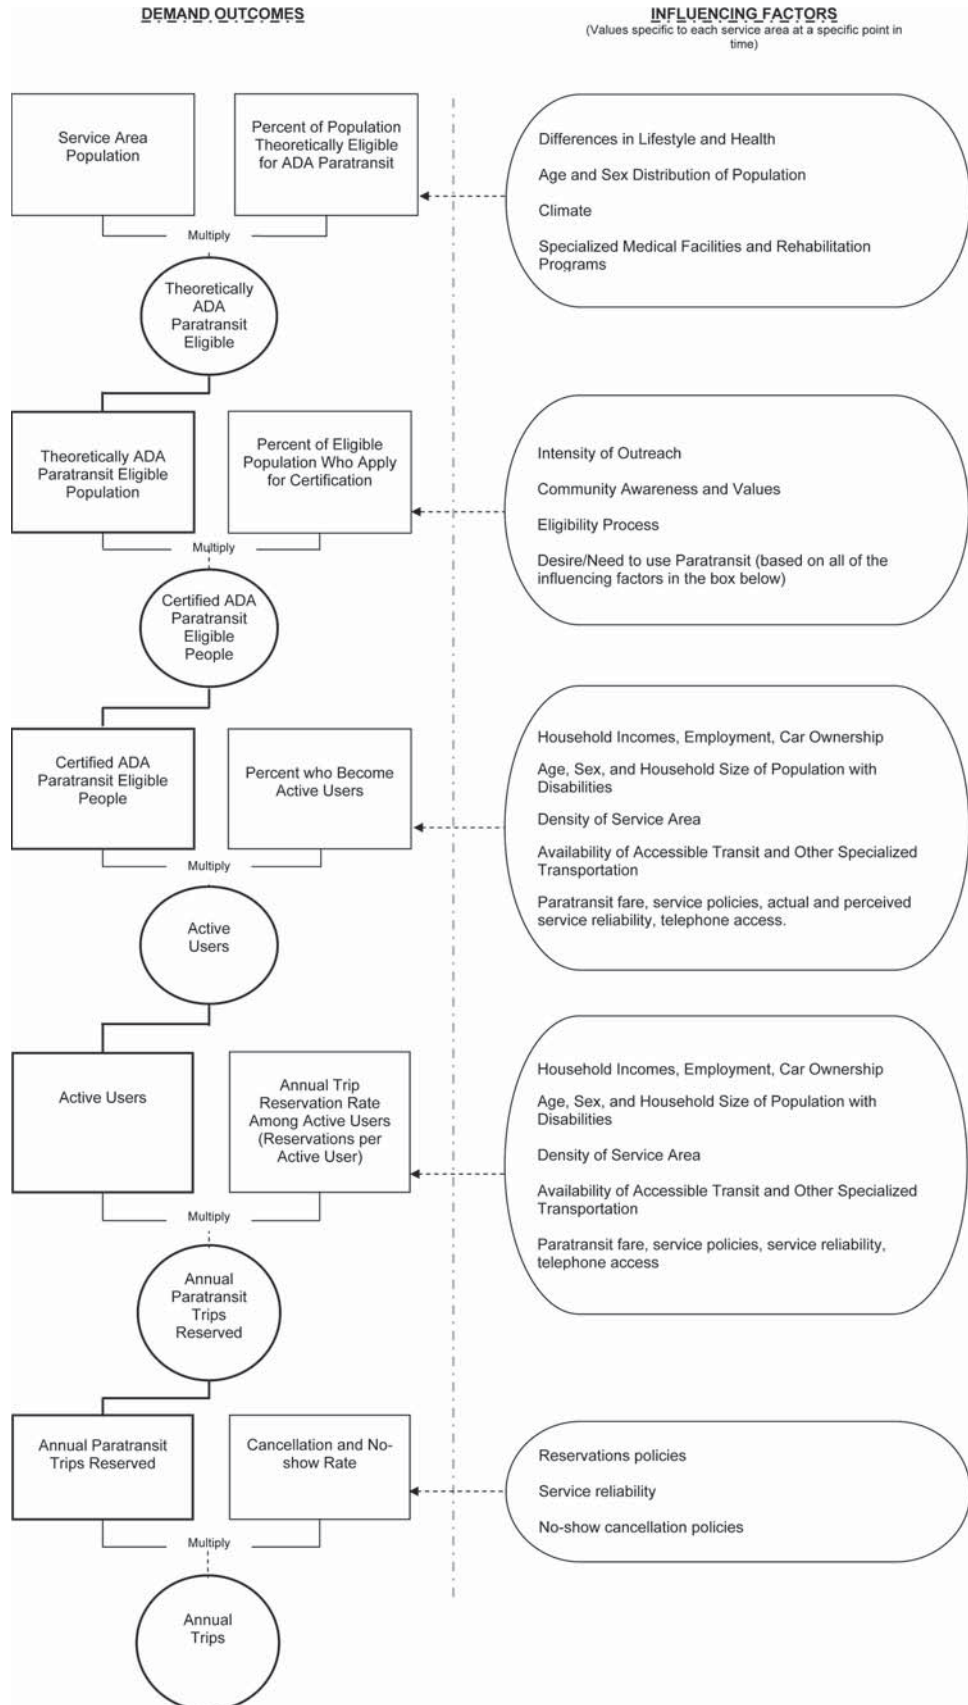 DEMAND OUTCOMES
INFLUENCING FACTORS
(Values specific to each service area at a specific point in
time)
Service Area
Population
Percent of Population
Theoretically Eligible
for ADA Paratransit
Differences in Lifestyle and Health
Age and Sex Distribution of Population
Climate
Specialized Medical Facilities and Rehabilitation
Programs
Multiply
Theoretically
ADA
Paratransit
Eligible
Theoretically ADA
Paratransit Eligible
Population
Percent of Eligible
Population Who Apply
for Certification
Intensity of Outreach
Community Awareness and Values
Eligibility Process
Desire/Need to use Paratransit (based on all of the
influencing factors in the box below)
Multiply
Certified ADA
Paratransit
Eligible
People
Certified ADA
Paratransit Eligible
People
Percent who Become
Active Users
Household Incomes, Employment, Car Ownership
Age, Sex, and Household Size of Population with
Disabilities
Density of Service Area
Availability of Accessible Transit and Other Specialized
Transportation
Paratransit fare, service policies, actual and perceived
service reliability, telephone access.
Multiply
Active
Users
Active Users
Annual Trip
Reservation Rate
Among Active Users
(Reservations per
Active User)
Household Incomes, Employment, Car Ownership
Age, Sex, and Household Size of Population with
Disabilities
Density of Service Area
Availability of Accessible Transit and Other Specialized
Transportation
Paratransit fare, service policies, service reliability,
telephone access
Multiply
Annual
Paratransit
Trips
Reserved
Annual Paratransit
Trips Reserved
Cancellation and No-
show Rate
Reservations policies
Service reliability
No-show cancellation policies
Multiply
Annual
Trips